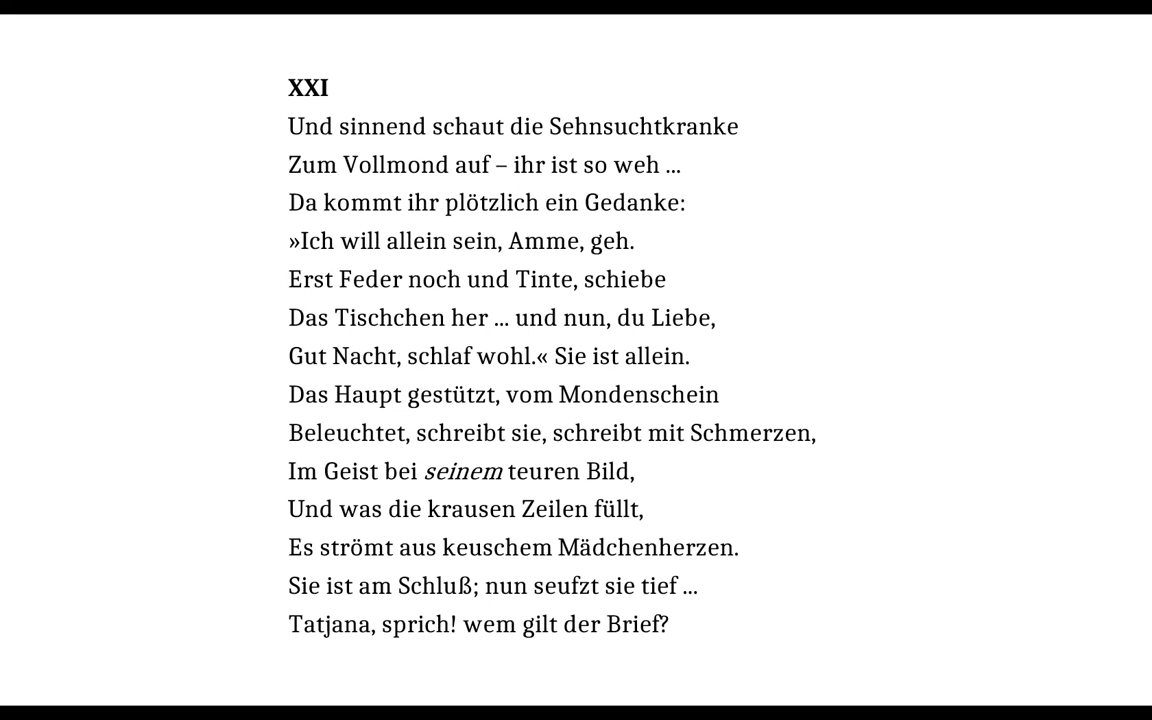 XXI
Und sinnend schaut die Sehnsuchtkranke
Zum Vollmond auf – ihr ist so weh ...
Da kommt ihr plötzlich ein Gedanke:
»Ich will allein sein, Amme, geh.
Erst Feder noch und Tinte, schiebe
Das Tischchen her ... und nun, du Liebe,
Gut Nacht, schlaf wohl.« Sie ist allein.
Das Haupt gestützt, vom Mondenschein
Beleuchtet, schreibt sie, schreibt mit Schmerzen,
Im Geist bei seinem teuren Bild,
Und was die krausen Zeilen füllt,
Es strömt aus keuschem Mädchenherzen.
Sie ist am Schluß; nun seufzt sie tief ...
Tatjana, sprich! wem gilt der Brief?